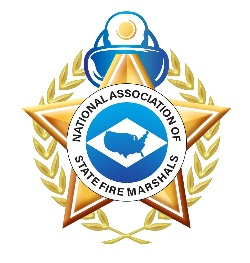 NATIONAL ASSOCIATION OF
STATE FIRE MARSHALS